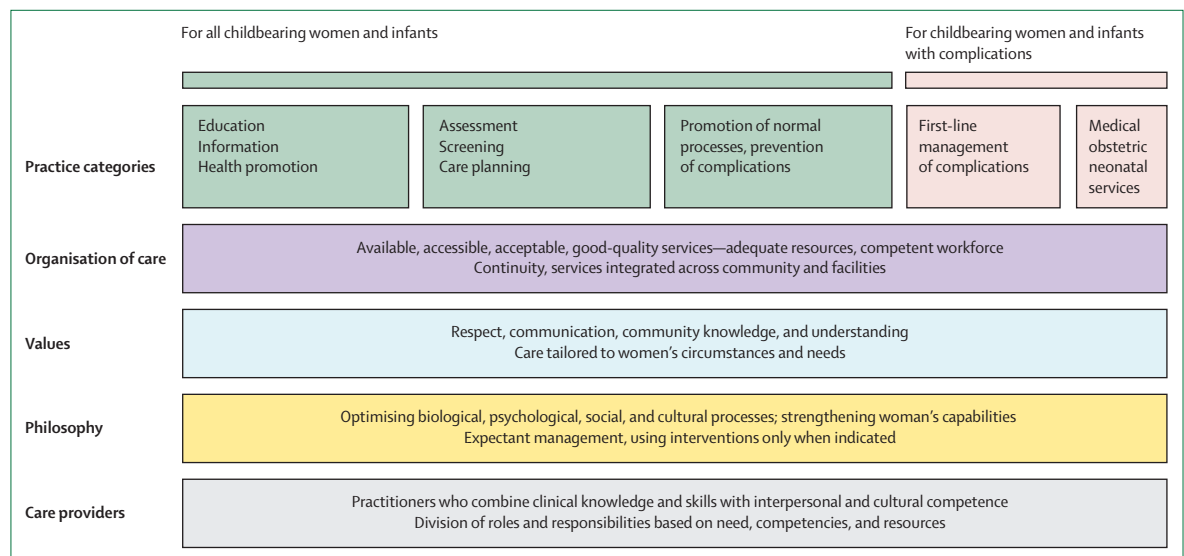 For all childbearing women and infants
For childbearing women and infants
with complications
Practice categories
Education
Information
Health promotion
Assessment
Screening
Care planning
Promotion of normal
processes, prevention
of complications
First-line
management
of complications
Medical
obstetric
neonatal
services
Organisation of care
Available, accessible, acceptable, good-quality services—adequate resources, competent workforce
Continuity, services integrated across community and facilities
Values
Respect, communication, community knowledge, and understanding
Care tailored to women's circumstances and needs
Philosophy
Optimising biological, psychological, social, and cultural processes; strengthening woman's capabilities
Expectant management, using interventions only when indicated
Care providers
Practitioners who combine clinical knowledge and skills with interpersonal and cultural competence
Division of roles and responsibilities based on need, competencies, and resources